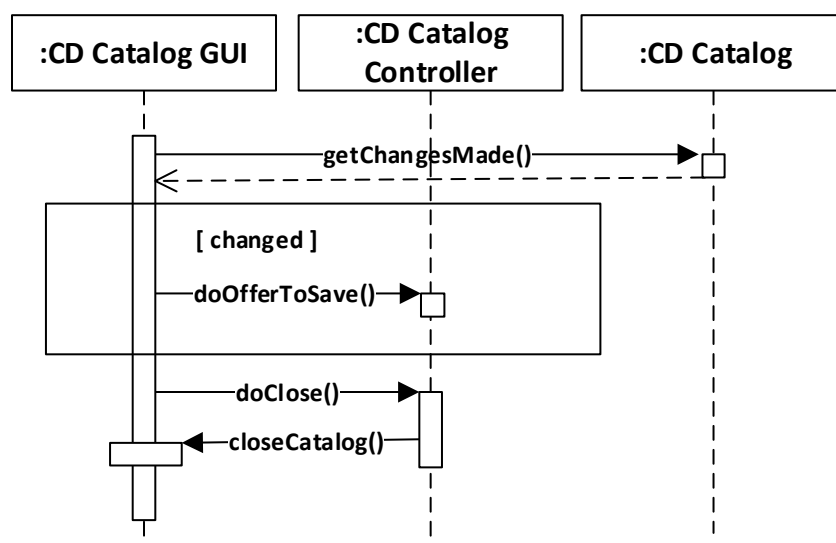 :CD Catalog GUI
:CD Catalog
Controller
:CD Catalog
getChangesMade()
[ changed ]
doOfferToSave()
doClose()
closeCatalog()